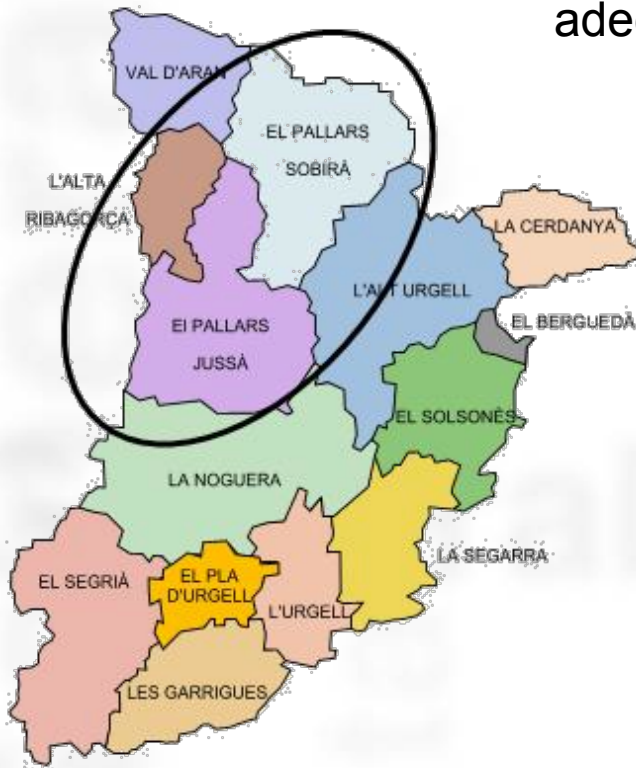 adec
VAL D'ARAN
EL PALLARS
SOBIRÀ
L'ALTA
RIBAGORÇA
LA CERDANYA
L'ALT URGELL
EL BERGUEDÀ
El PALLARS
JUSSÀ
EL SOLSONÈS
LA NOGUERA
LA SEGARRA
EL SEGRIÀ
EL PLA
D'URGELL
L'URGELL
LES GARRIGUES